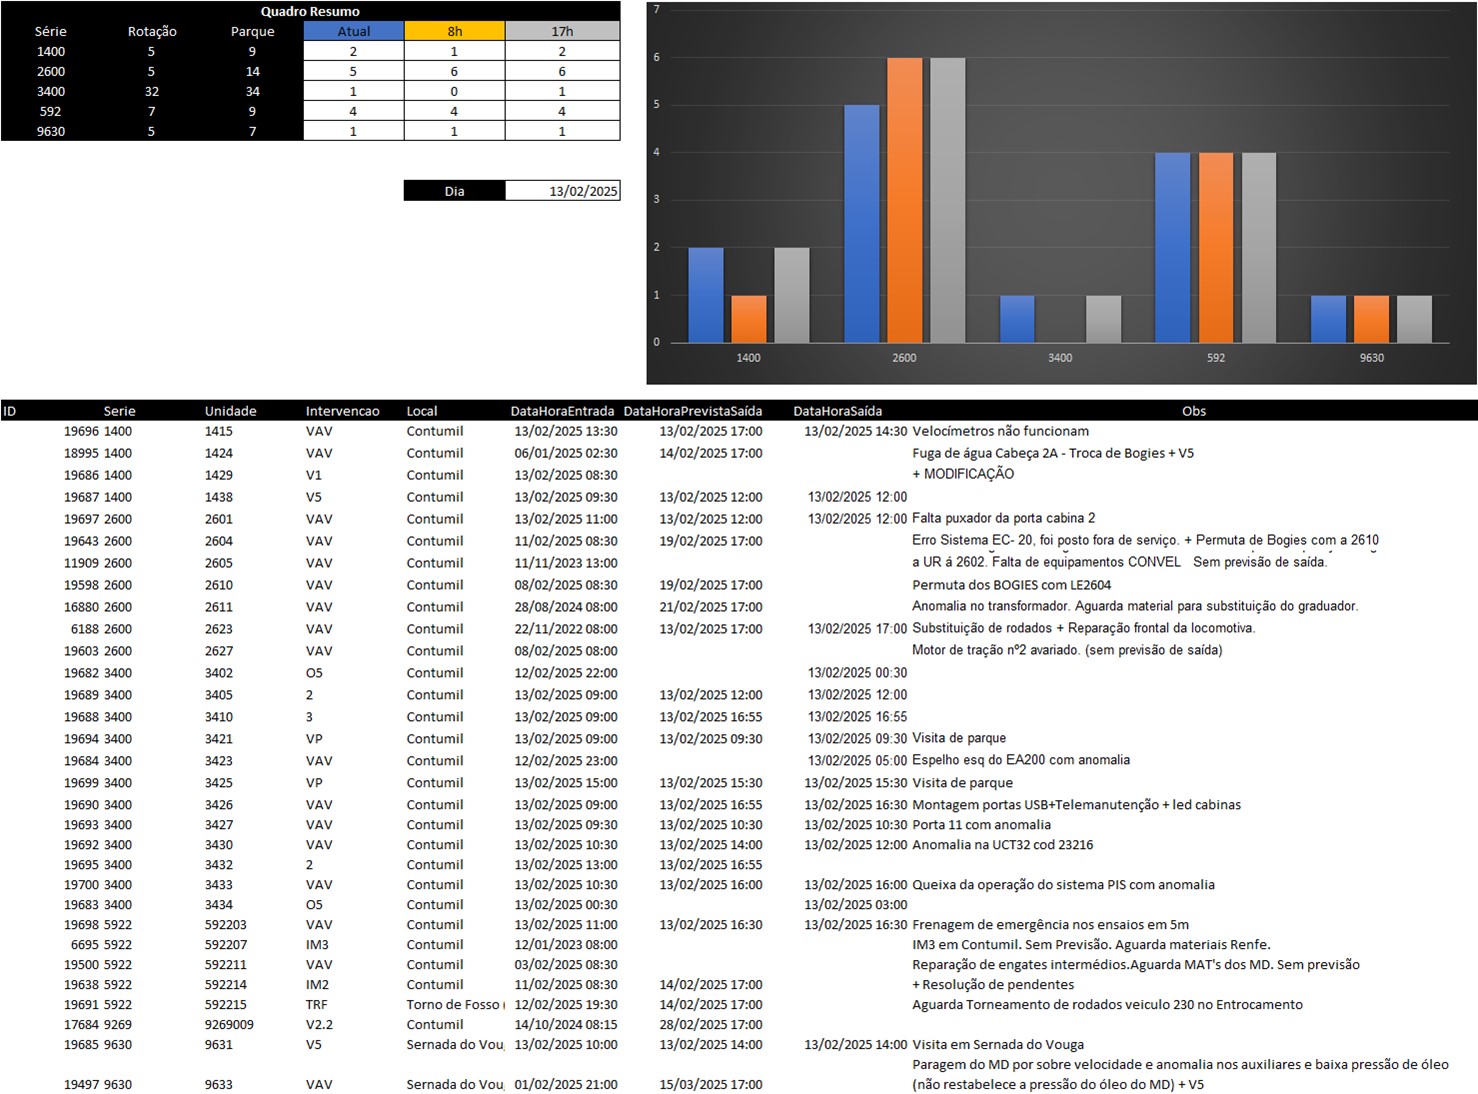 Quadro Resumo
Série Rotação Parque Atual 8h 17h
1400 5 9 2 1 2
2600 5 14 5 6 6
3400 32 34 1 0 1
592 7 9 4 4 4
9630 5 7 1 1 1
Dia 13/02/2025
7
6
5
4
3
2
1
0
1400 2600 3400 592 9630
ID Serie Unidade Intervencao Local DataHoraEntrada DataHoraPrevistaSaída DataHoraSaída Obs
19696 1400 1415 VAV Contumil 13/02/2025 13:30 13/02/2025 17:00 13/02/2025 14:30 Velocímetros não funcionam
18995 1400 1424 VAV Contumil 06/01/2025 02:30 14/02/2025 17:00 Fuga de água Cabeça 2A - Troca de Bogies + V5
19686 1400 1429 V1 Contumil 13/02/2025 08:30 + MODIFICAÇÃO
19687 1400 1438 V5 Contumil 13/02/2025 09:30 13/02/2025 12:00 13/02/2025 12:00
19697 2600 2601 VAV Contumil 13/02/2025 11:00 13/02/2025 12:00 13/02/2025 12:00 Falta puxador da porta cabina 2
19643 2600 2604 VAV Contumil 11/02/2025 08:30 19/02/2025 17:00 Erro Sistema EC- 20, foi posto fora de serviço. + Permuta de Bogies com a 2610
11909 2600 2605 VAV Contumil 11/11/2023 13:00 a UR á 2602. Falta de equipamentos CONVEL Sem previsão de saída.
19598 2600 2610 VAV Contumil 08/02/2025 08:30 19/02/2025 17:00 Permuta dos BOGIES com LE2604
16880 2600 2611 VAV Contumil 28/08/2024 08:00 21/02/2025 17:00 Anomalia no transformador. Aguarda material para substituição do graduador.
6188 2600 2623 VAV Contumil 22/11/2022 08:00 13/02/2025 17:00 13/02/2025 17:00 Substituição de rodados + Reparação frontal da locomotiva.
19603 2600 2627 VAV Contumil 08/02/2025 08:00 Motor de tração nº2 avariado. (sem previsão de saída)
19682 3400 3402 O5 Contumil 12/02/2025 22:00 13/02/2025 00:30
19689 3400 3405 2 Contumil 13/02/2025 09:00 13/02/2025 12:00 13/02/2025 12:00
19688 3400 3410 3 Contumil 13/02/2025 09:00 13/02/2025 16:55 13/02/2025 16:55
19694 3400 3421 VP Contumil 13/02/2025 09:00 13/02/2025 09:30 13/02/2025 09:30 Visita de parque
19684 3400 3423 VAV Contumil 12/02/2025 23:00 13/02/2025 05:00 Espelho esq do EA200 com anomalia
19699 3400 3425 VP Contumil 13/02/2025 15:00 13/02/2025 15:30 13/02/2025 15:30 Visita de parque
19690 3400 3426 VAV Contumil 13/02/2025 09:00 13/02/2025 16:55 13/02/2025 16:30 Montagem portas USB+Telemanutenção + led cabinas
19693 3400 3427 VAV Contumil 13/02/2025 09:30 13/02/2025 10:30 13/02/2025 10:30 Porta 11 com anomalia
19692 3400 3430 VAV Contumil 13/02/2025 10:30 13/02/2025 14:00 13/02/2025 12:00 Anomalia na UCT32 cod 23216
19695 3400 3432 2 Contumil 13/02/2025 13:00 13/02/2025 16:55
19700 3400 3433 VAV Contumil 13/02/2025 10:30 13/02/2025 16:00 13/02/2025 16:00 Queixa da operação do sistema PIS com anomalia
19683 3400 3434 O5 Contumil 13/02/2025 00:30 13/02/2025 03:00
19698 5922 592203 VAV Contumil 13/02/2025 11:00 13/02/2025 16:30 13/02/2025 16:30 Frenagem de emergência nos ensaios em 5m
6695 5922 592207 IM3 Contumil 12/01/2023 08:00 IM3 em Contumil. Sem Previsão. Aguarda materiais Renfe.
19500 5922 592211 VAV Contumil 03/02/2025 08:30 Reparação de engates intermédios.Aguarda MAT's dos MD. Sem previsão
19638 5922 592214 IM2 Contumil 11/02/2025 08:30 14/02/2025 17:00 + Resolução de pendentes
19691 5922 592215 TRF Torno de Fosso ( 12/02/2025 19:30 14/02/2025 17:00 Aguarda Torneamento de rodados veiculo 230 no Entrocamento
17684 9269 9269009 V2.2 Contumil 14/10/2024 08:15 28/02/2025 17:00
19685 9630 9631 V5 Sernada do Vou 13/02/2025 10:00 13/02/2025 14:00 13/02/2025 14:00 Visita em Sernada do Vouga
Paragem do MD por sobre velocidade e anomalia nos auxiliares e baixa pressão de óleo
19497 9630 9633 VAV Sernada do Vou 01/02/2025 21:00 15/03/2025 17:00 (não restabelece a pressão do óleo do MD) + V5